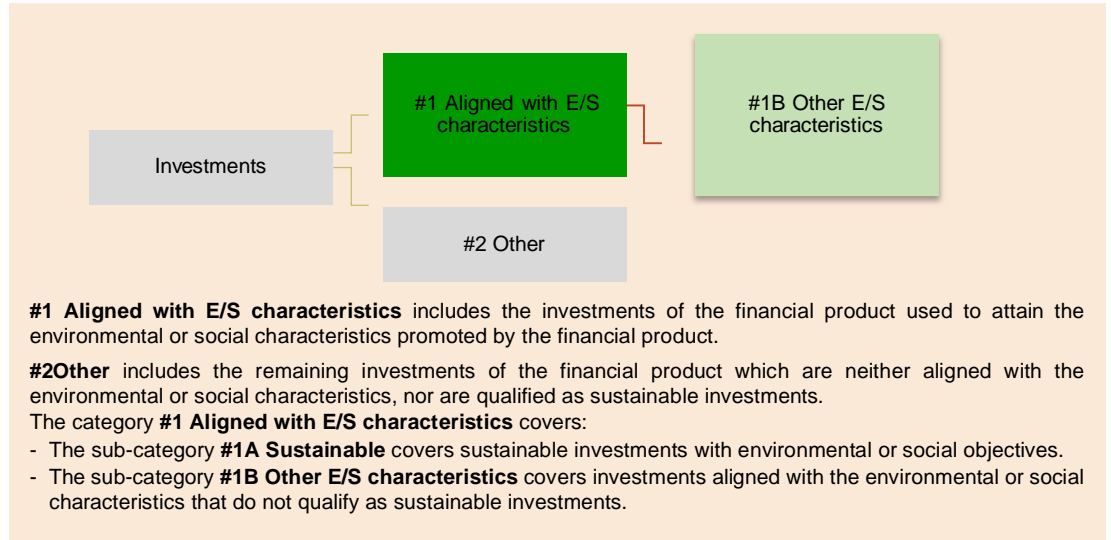 #1 Aligned with E/S
characteristics
#1B Other E/S
characteristics
Investments
#2 Other
#1 Aligned with E/S characteristics includes the investments of the financial product used to attain the
environmental or social characteristics promoted by the financial product.
#2Other includes the remaining investments of the financial product which are neither aligned with the
environmental or social characteristics, nor are qualified as sustainable investments.
The category #1 Aligned with E/S characteristics covers:
- The sub-category #1A Sustainable covers sustainable investments with environmental or social objectives.
- The sub-category #1B Other E/S characteristics covers investments aligned with the environmental or social
characteristics that do not qualify as sustainable investments.